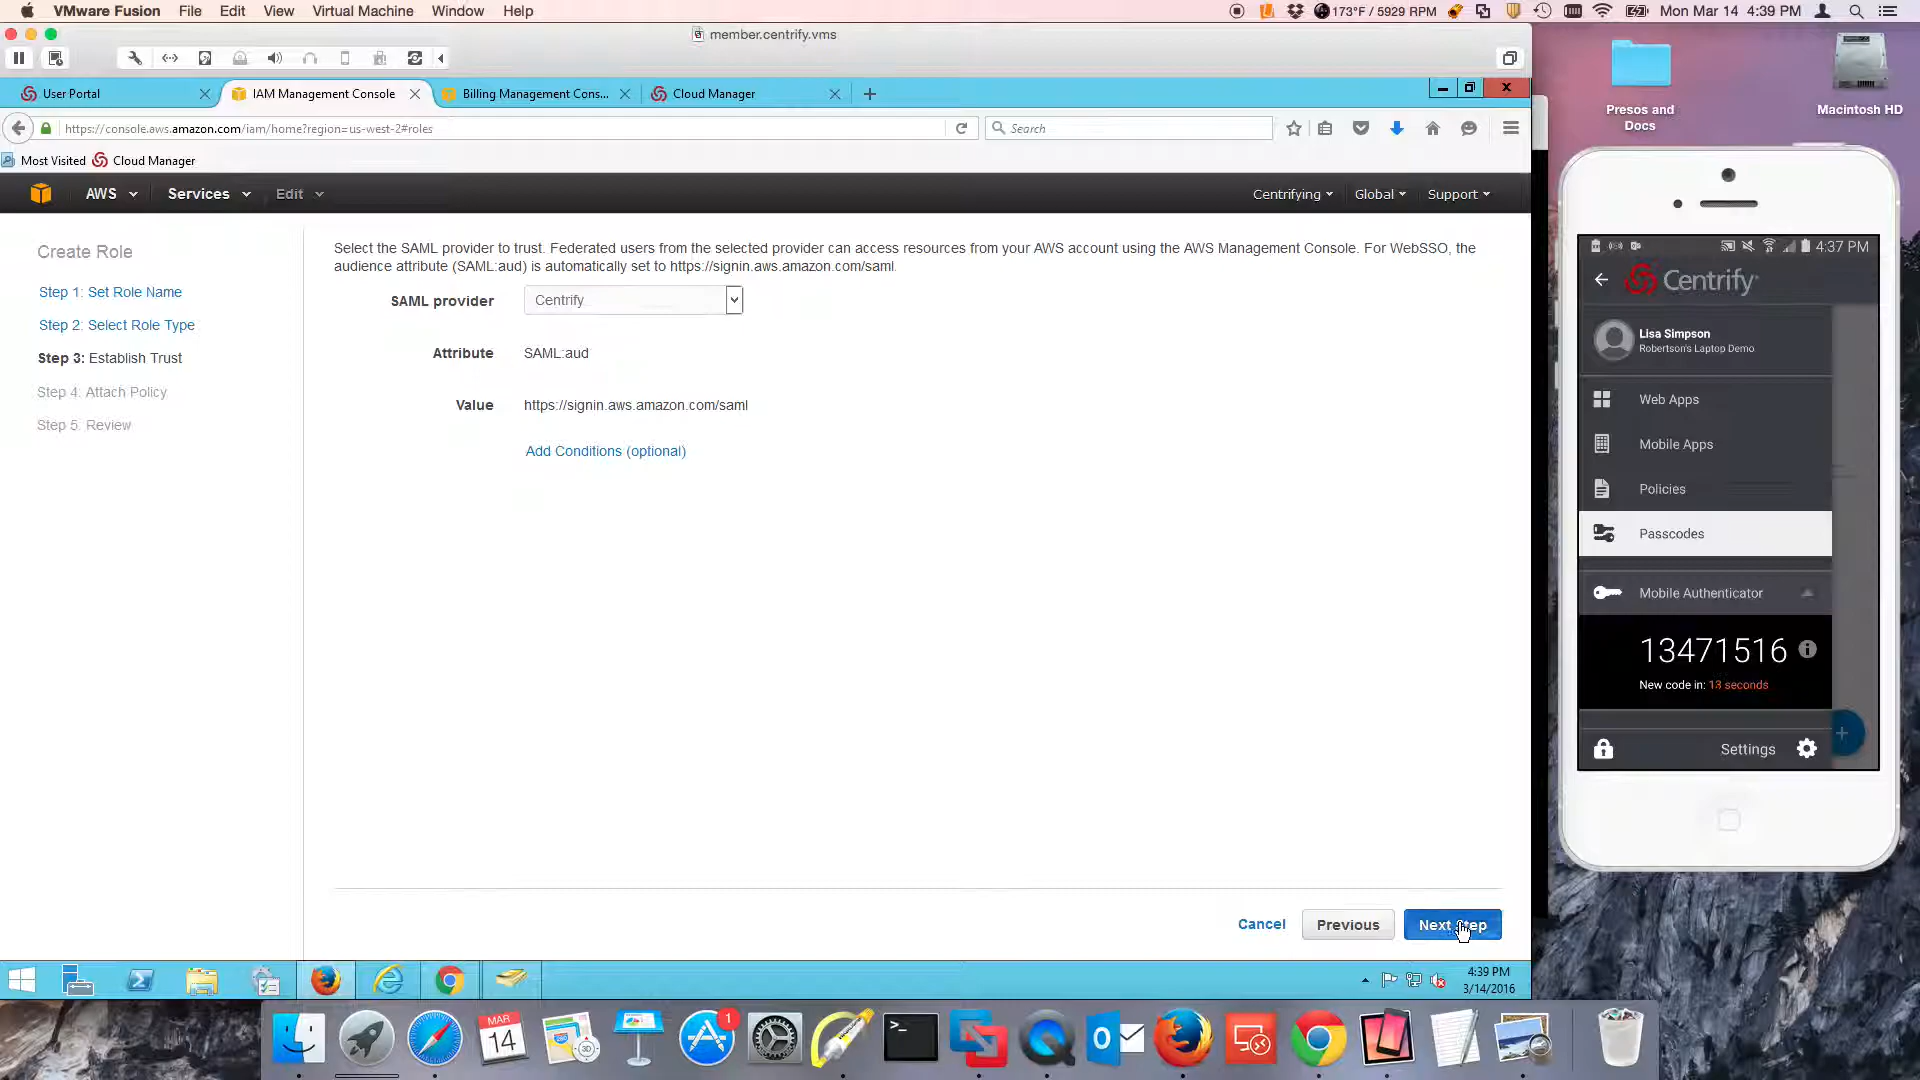 VMware Fusion File Edit View Virtual Machine Window Help
173°F / 5929 RPM Mon Mar 14 4:39 PM
member.centrify.vms
User Portal
IAM Management Console
Billing Management Cons...
Cloud Manager
https://console.aws.amazon.com/iam/home?region=us-west-2#roles
Search
Most Visited Cloud Manager
AWS Services Edit
Centrifying Global Support
Create Role
Step 1: Set Role Name
Step 2: Select Role Type
Step 3: Establish Trust
Step 4: Attach Policy
Step 5: Review
Select the SAML provider to trust. Federated users from the selected provider can access resources from your AWS account using the AWS Management Console. For WebSSO, the
audience attribute (SAML:aud) is automatically set to https://signin.aws.amazon.com/saml.
SAML provider Centrify
Attribute SAML:aud
Value https://signin.aws.amazon.com/saml
Add Conditions (optional)
Cancel Previous Next Step
4:39 PM
3/14/2016
Presos and
Docs
Macintosh HD
4:37 PM
Centrify
Lisa Simpson
Robertson's Laptop Demo
Web Apps
Mobile Apps
Policies
Passcodes
Mobile Authenticator
13471516
New code in: 13 seconds
Settings
MAR
14
3D
1